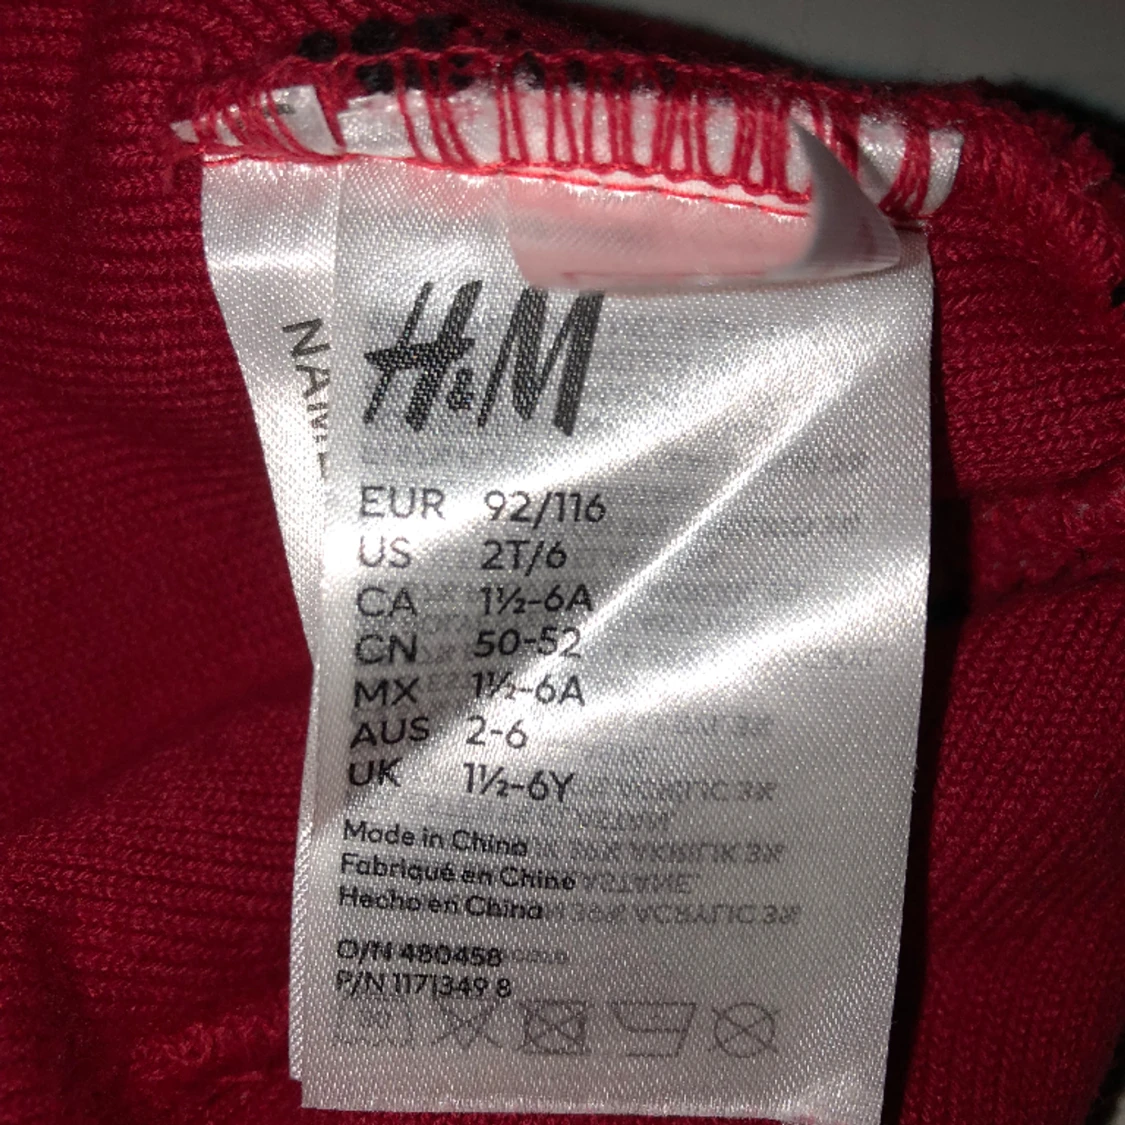 H&M
NAME
EUR 92/116
US 2T/6
CA 1½-6A
CN 50-52
MX 1½-6A
AUS 2-6
UK 1½-6Y
Made in China
Fabriqué en Chine
Hecho en China
O/N 480458
P/N 1171349 8